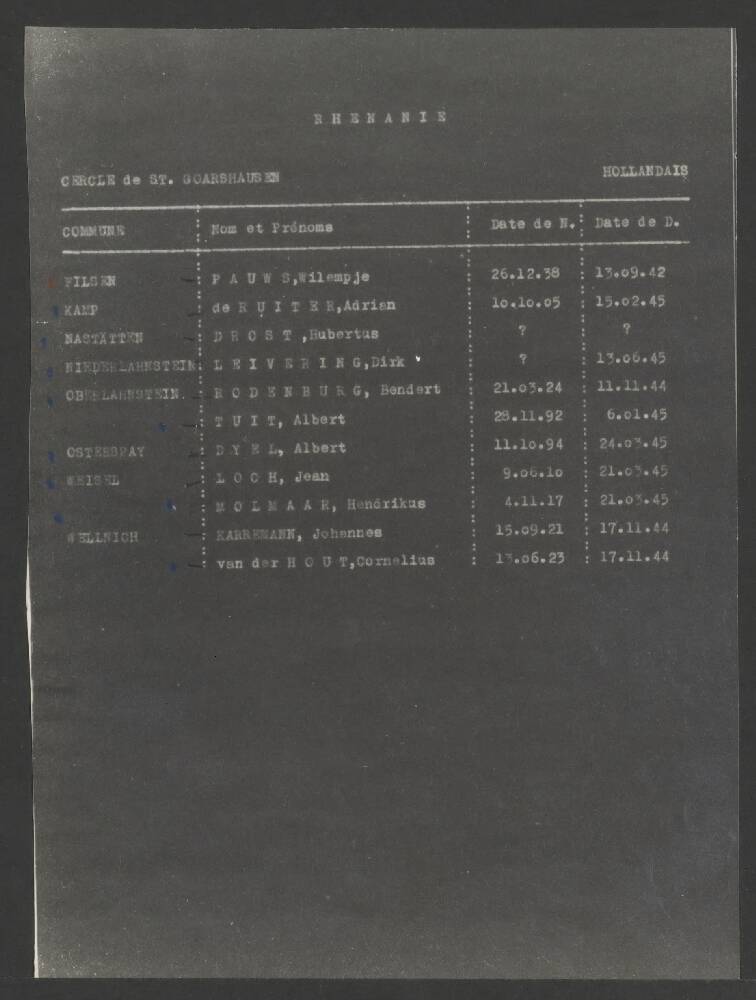 RHENANIE
CERCLE de ST. GOARSHAUSEN HOLLANDAIS
COMMUNE : Nom et Prénoms : Date de N. : Date de D.
FILSEN - : P A U W S,Wilempje : 26.12.38 : 13.09.42
KAMP - : de R U I T E R,Adrian : 10.10.05 : 15.02.45
NASTÄTTEN - : D R O S T ,Hubertus : ? : ?
NIEDERLAHNSTEIN: L E I V E R I N G,Dirk : ? : 13.06.45
OBERLAHNSTEIN - : R O D E N B U R G, Bendert : 21.03.24 : 11.11.44
- : T U I T, Albert : 28.11.92 : 6.01.45
OSTERSPAY - : D Y E L, Albert : 11.10.94 : 24.03.45
WEISEL - : L O C H, Jean : 9.06.10 : 21.03.45
- : M O L M A A R, Hendrikus : 4.11.17 : 21.03.45
WELLNICH - : KARREMANN, Johannes : 15.09.21 : 17.11.44
- : van der H O U T,Cornelius : 13.06.23 : 17.11.44